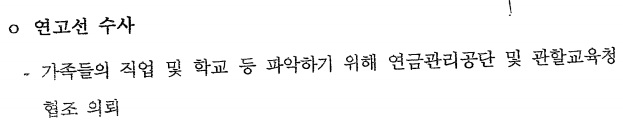 o 연고선 수사
- 가족들의 직업 및 학교 등 파악하기 위해 연금관리공단 및 관할교육청
협조 의뢰